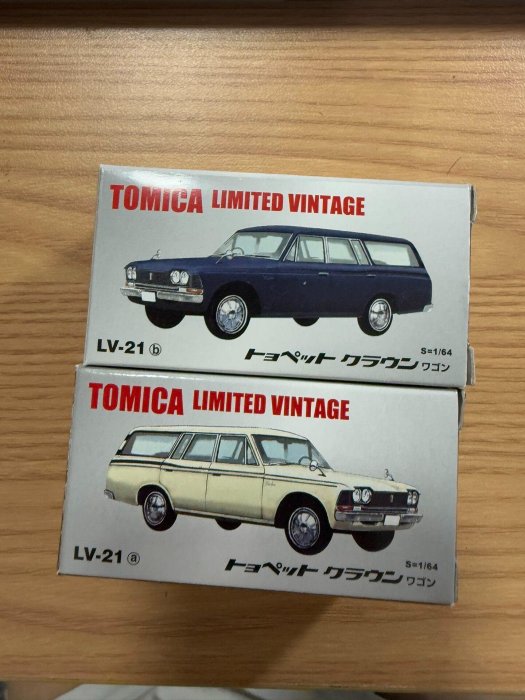 TOMICA LIMITED VINTAGE
S=1/64
LV-21 ⓑ トヨペット クラウン ワゴン
TOMICA LIMITED VINTAGE
S=1/64
LV-21 ⓐ トヨペット クラウン ワゴン